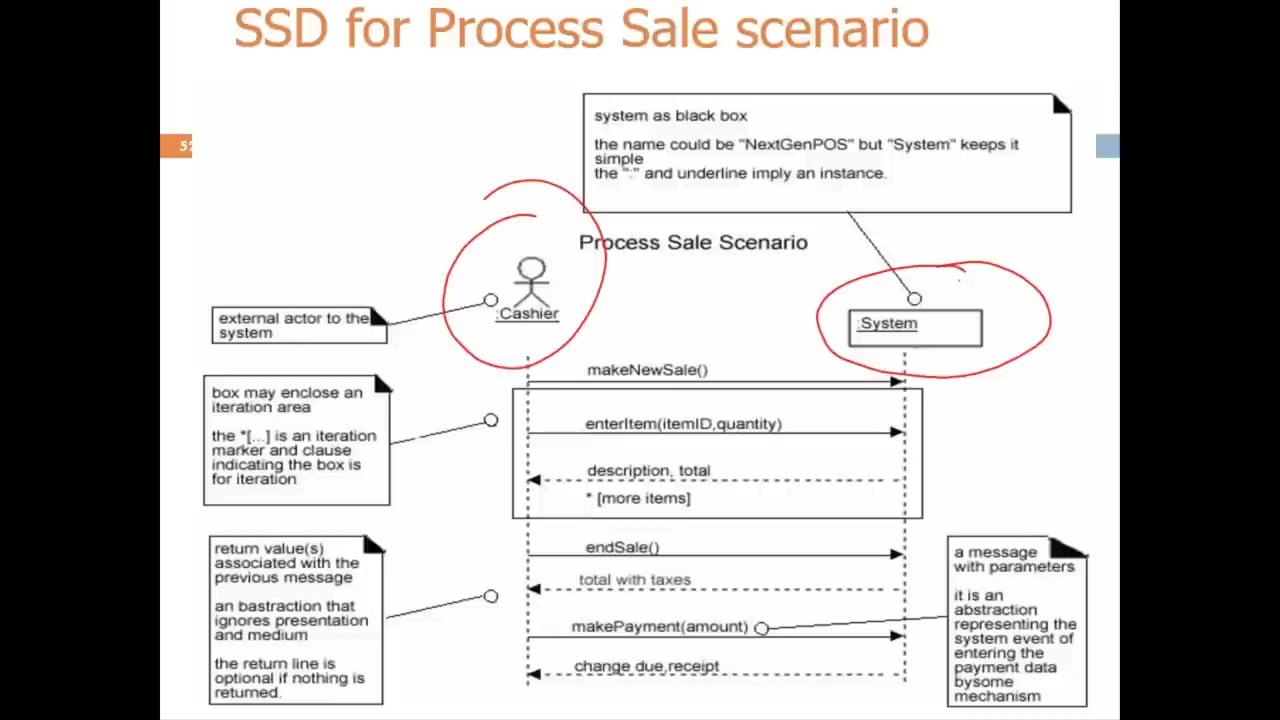 SSD for Process Sale scenario
system as black box
the name could be "NextGenPOS" but "System" keeps it
simple
the ":" and underline imply an instance.
Process Sale Scenario
external actor to the
system
:Cashier
:System
makeNewSale()
box may enclose an
iteration area
the *[...] is an iteration
marker and clause
indicating the box is
for iteration
enterItem(itemID,quantity)
description, total
* [more items]
endSale()
return value(s)
associated with the
previous message
an bastraction that
ignores presentation
and medium
the return line is
optional if nothing is
returned.
total with taxes
makePayment(amount)
change due,receipt
a message
with parameters
it is an
abstraction
representing the
system event of
entering the
payment data
bysome
mechanism